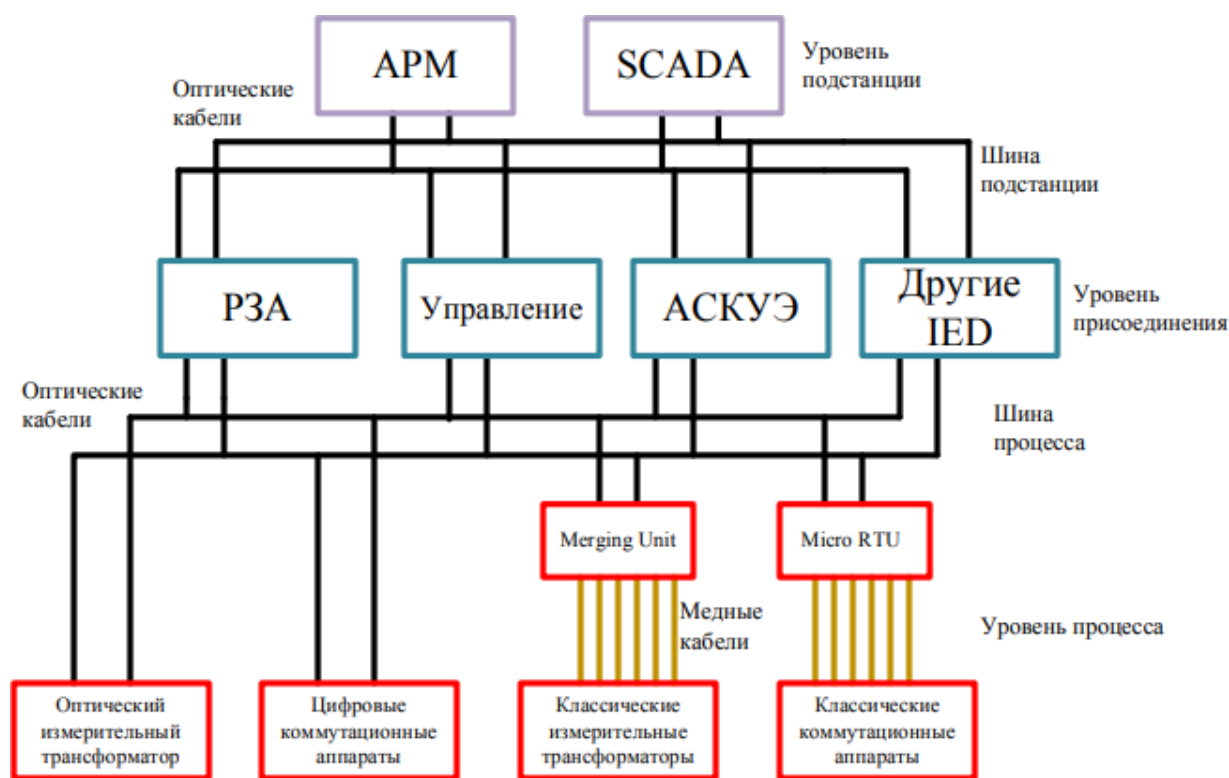 АРМ
SCADA
Уровень
подстанции
Оптические
кабели
Шина
подстанции
РЗА
Управление
АСКУЭ
Другие
IED
Уровень
присоединения
Оптические
кабели
Шина
процесса
Merging Unit
Micro RTU
Медные
кабели
Уровень процесса
Оптический
измерительный
трансформатор
Цифровые
коммутационные
аппараты
Классические
измерительные
трансформаторы
Классические
коммутационные
аппараты